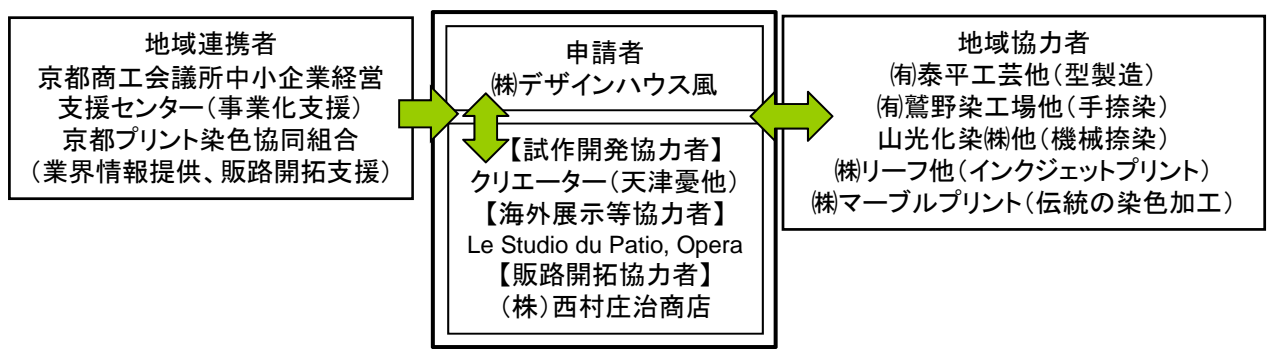 地域連携者
京都商工会議所中小企業経営
支援センター（事業化支援）
京都プリント染色協同組合
（業界情報提供、販路開拓支援）
申請者
㈱デザインハウス風
【試作開発協力者】
クリエーター（天津憂他）
【海外展示等協力者】
Le Studio du Patio, Opera
【販路開拓協力者】
（株）西村庄治商店
地域協力者
㈲泰平工芸他（型製造）
㈲鷲野染工場他（手捺染）
山光化染㈱他（機械捺染）
㈱リーフ他（インクジェットプリント）
㈱マーブルプリント（伝統の染色加工）